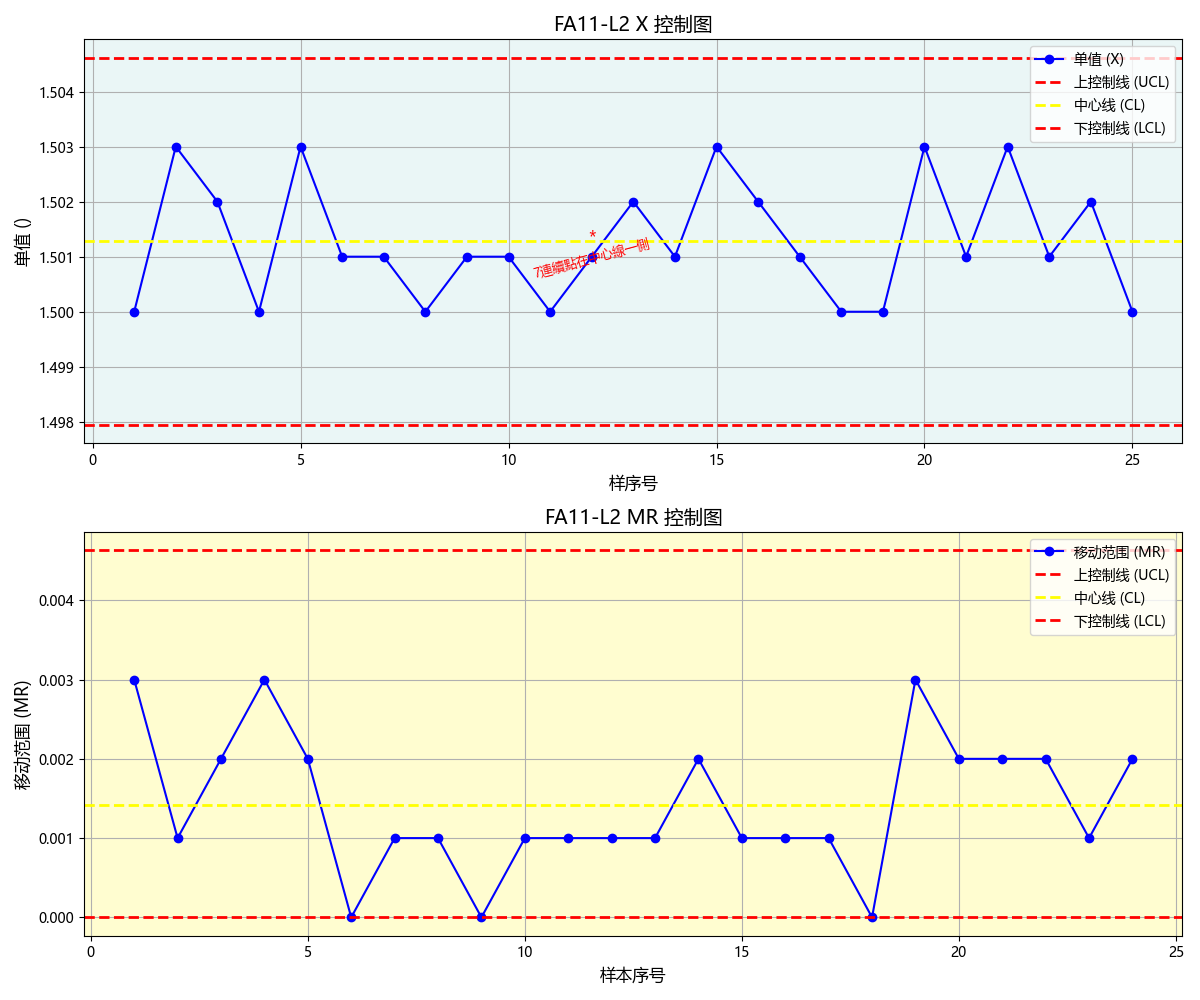 FA11-L2 X 控制图
单值 (X)
上控制线 (UCL)
中心线 (CL)
下控制线 (LCL)
单值 ()
1.504
1.503
1.502
1.501
1.500
1.499
1.498
*
7連續點在中心線一側
0 5 10 15 20 25
样序号
FA11-L2 MR 控制图
移动范围 (MR)
上控制线 (UCL)
中心线 (CL)
下控制线 (LCL)
移动范围 (MR)
0.004
0.003
0.002
0.001
0.000
0 5 10 15 20 25
样本序号